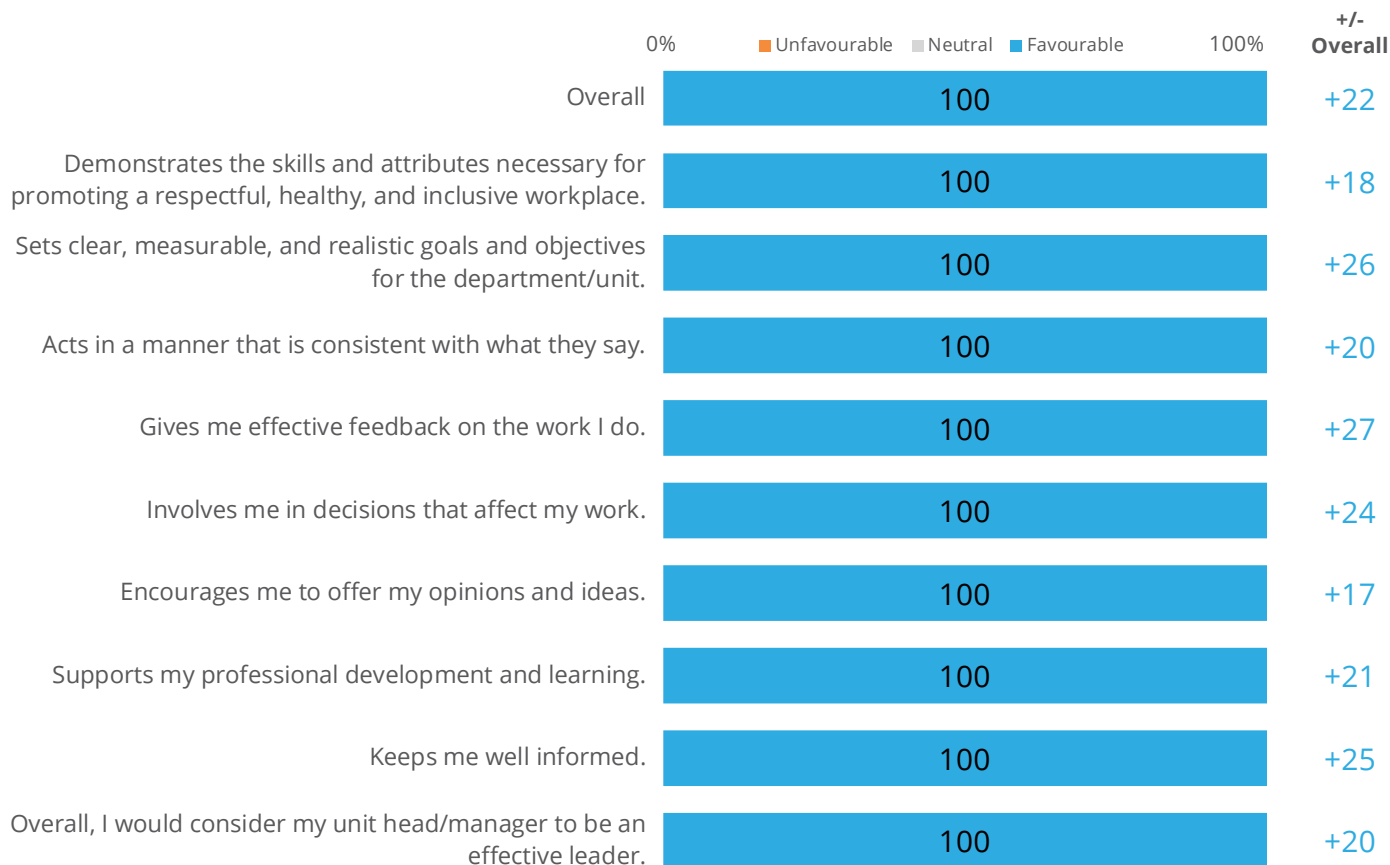 +/-
0% Unfavourable Neutral Favourable 100% Overall
Overall 100 +22
Demonstrates the skills and attributes necessary for
promoting a respectful, healthy, and inclusive workplace. 100 +18
Sets clear, measurable, and realistic goals and objectives
for the department/unit. 100 +26
Acts in a manner that is consistent with what they say. 100 +20
Gives me effective feedback on the work I do. 100 +27
Involves me in decisions that affect my work. 100 +24
Encourages me to offer my opinions and ideas. 100 +17
Supports my professional development and learning. 100 +21
Keeps me well informed. 100 +25
Overall, I would consider my unit head/manager to be an
effective leader. 100 +20